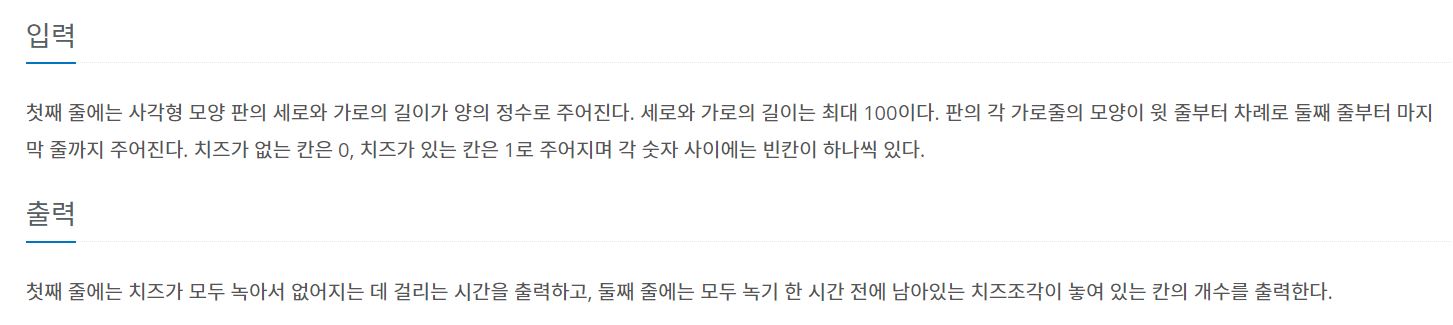 입력
첫째 줄에는 사각형 모양 판의 세로와 가로의 길이가 양의 정수로 주어진다. 세로와 가로의 길이는 최대 100이다. 판의 각 가로줄의 모양이 윗 줄부터 차례로 둘째 줄부터 마지
막 줄까지 주어진다. 치즈가 없는 칸은 0, 치즈가 있는 칸은 1로 주어지며 각 숫자 사이에는 빈칸이 하나씩 있다.
출력
첫째 줄에는 치즈가 모두 녹아서 없어지는 데 걸리는 시간을 출력하고, 둘째 줄에는 모두 녹기 한 시간 전에 남아있는 치즈조각이 놓여 있는 칸의 개수를 출력한다.